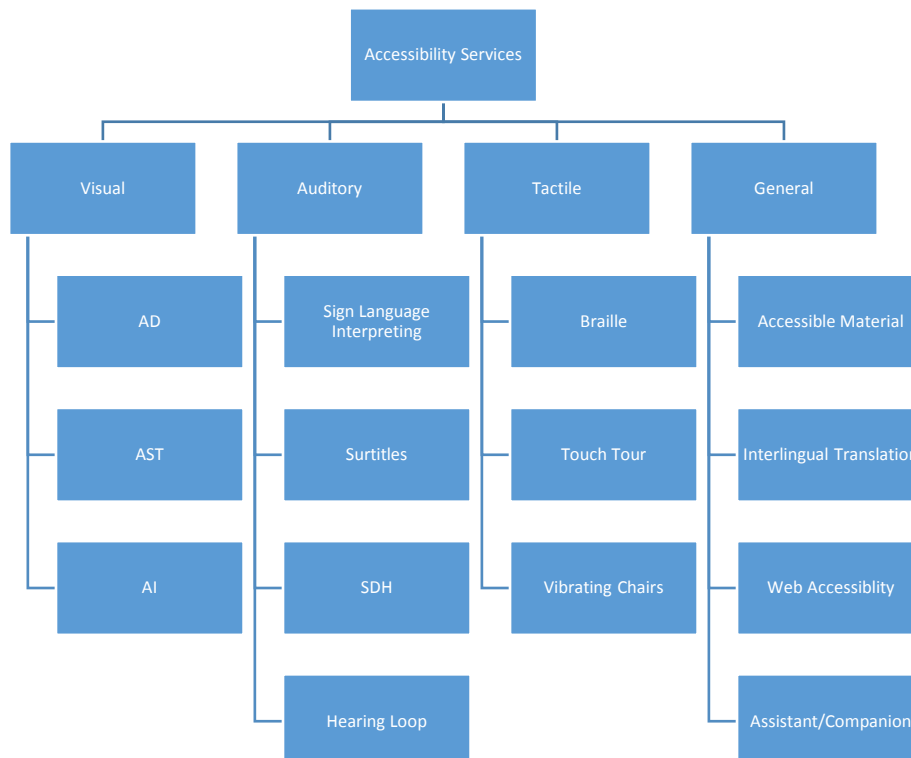 Accessibility Services
Visual
Auditory
Tactile
General
AD
Sign Language
Interpreting
Braille
Accessible Material
AST
Surtitles
Touch Tour
Interlingual Translation
AI
SDH
Vibrating Chairs
Web Accessiblity
Hearing Loop
Assistant/Companion